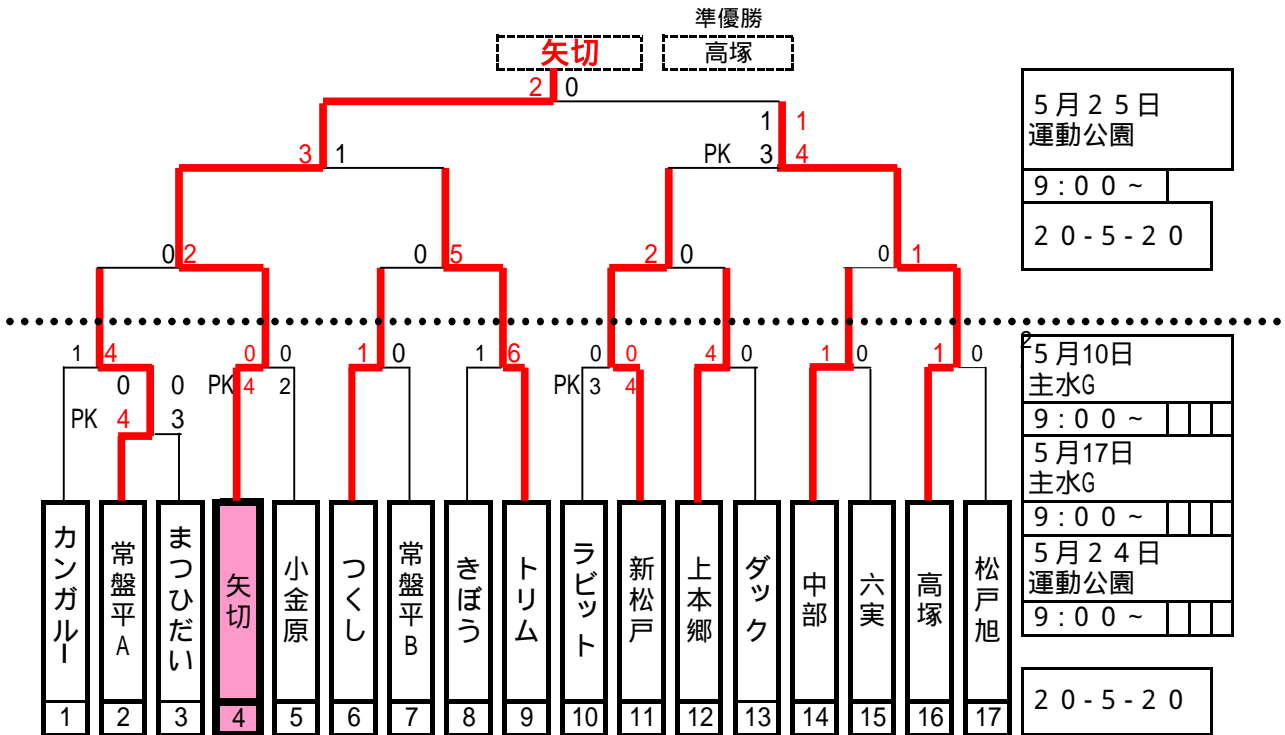 準優勝
矢切
高塚
2 0
1 1
3 1
PK 3 4
0 2
0 5
2 0
0 1
1 4
0 0
1 0
1 6
0 0
4 0
1 0
1 0
0 0
PK 4 2
PK 3 4
PK 4 3
カンガルー
常盤平A
まつひだい
矢切
小金原
つくし
常盤平B
きぼう
トリム
ラビット
新松戸
上本郷
ダック
中部
六実
高塚
松戸旭
1 2 3 4 5 6 7 8 9 10 11 12 13 14 15 16 17
5月25日
運動公園
9:00~
20-5-20
2
5月10日
主水G
9:00~
5月17日
主水G
9:00~
5月24日
運動公園
9:00~
20-5-20